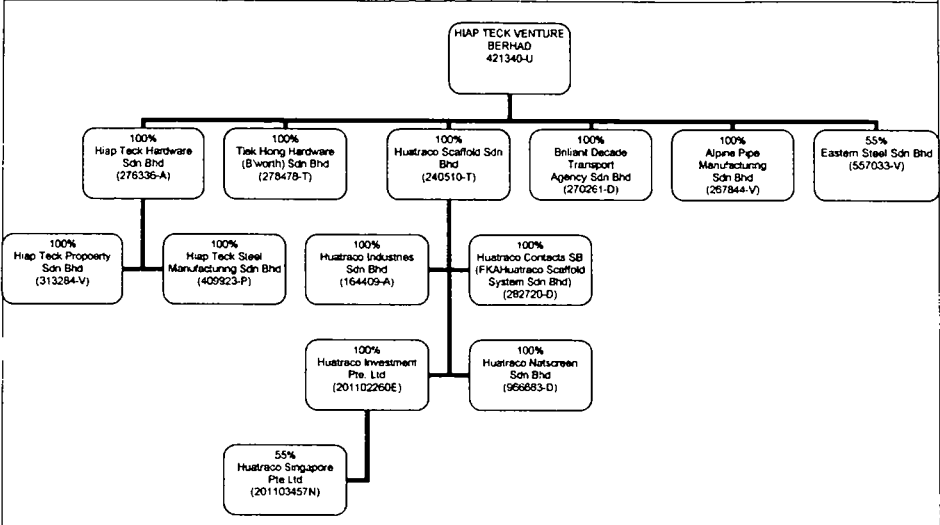 HIAP TECK VENTURE
BERHAD
421340-U
100%
Hiap Teck Hardware
Sdn Bhd
(276336-A)
100%
Tiek Hong Hardware
(B'worth) Sdn Bhd
(278478-T)
100%
Huatraco Scaffold Sdn
Bhd
(240510-T)
100%
Brilliant Decade
Transport
Agency Sdn Bhd
(270261-D)
100%
Alpine Pipe
Manufacturing
Sdn Bhd
(267844-V)
55%
Eastern Steel Sdn Bhd
(557033-V)
100%
Hiap Teck Propoerty
Sdn Bhd
(313284-V)
100%
Hiap Teck Steel
Manufacturing Sdn Bhd
(409923-P)
100%
Huatraco Industries
Sdn Bhd
(164409-A)
100%
Huatraco Contacts SB
(FKAHuatraco Scaffold
System Sdn Bhd)
(282720-D)
100%
Huatraco Investment
Pte. Ltd
(201102260E)
100%
Huatraco Natscreen
Sdn Bhd
(966883-D)
55%
Huatraco Singapore
Pte Ltd
(201103457N)